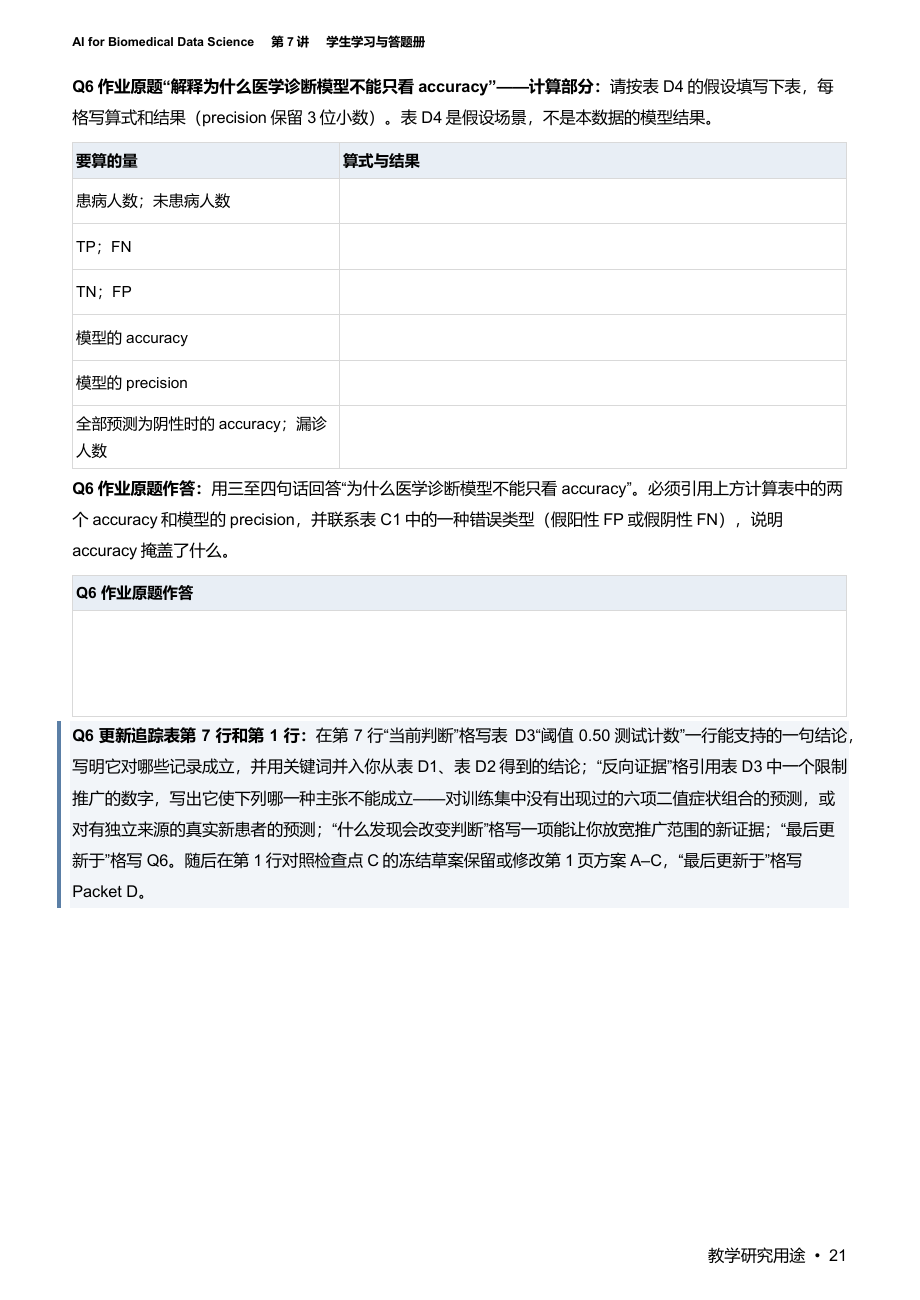 AI for Biomedical Data Science 第 7 讲 学生学习与答题册
Q6 作业原题“解释为什么医学诊断模型不能只看 accuracy”——计算部分：请按表 D4 的假设填写下表，每
格写算式和结果（precision 保留 3 位小数）。表 D4 是假设场景，不是本数据的模型结果。
要算的量 算式与结果
患病人数；未患病人数
TP；FN
TN；FP
模型的 accuracy
模型的 precision
全部预测为阴性时的 accuracy；漏诊
人数
Q6 作业原题作答：用三至四句话回答“为什么医学诊断模型不能只看 accuracy”。必须引用上方计算表中的两
个 accuracy 和模型的 precision，并联系表 C1 中的一种错误类型（假阳性 FP 或假阴性 FN），说明
accuracy 掩盖了什么。
Q6 作业原题作答
Q6 更新追踪表第 7 行和第 1 行：在第 7 行“当前判断”格写表 D3“阈值 0.50 测试计数”一行能支持的一句结论，
写明它对哪些记录成立，并用关键词并入你从表 D1、表 D2 得到的结论；“反向证据”格引用表 D3 中一个限制
推广的数字，写出它使下列哪一种主张不能成立——对训练集中没有出现过的六项二值症状组合的预测，或
对有独立来源的真实新患者的预测；“什么发现会改变判断”格写一项能让你放宽推广范围的新证据；“最后更
新于”格写 Q6。随后在第 1 行对照检查点 C 的冻结草案保留或修改第 1 页方案 A–C，“最后更新于”格写
Packet D。
教学研究用途 • 21